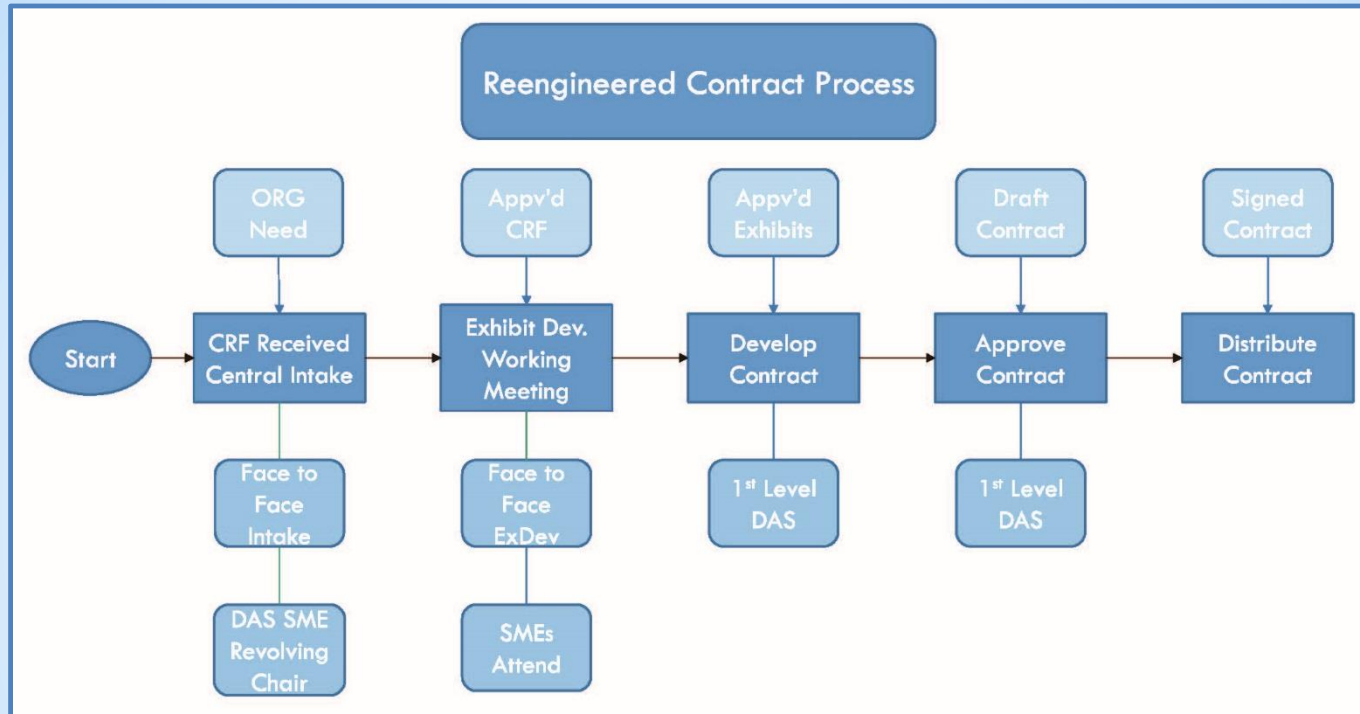 Reengineered Contract Process
ORG
Need
Appv'd
CRF
Appv'd
Exhibits
Draft
Contract
Signed
Contract
Start
CRF Received
Central Intake
Exhibit Dev.
Working
Meeting
Develop
Contract
Approve
Contract
Distribute
Contract
Face to
Face
Intake
Face to
Face
ExDev
1st Level
DAS
1st Level
DAS
DAS SME
Revolving
Chair
SMEs
Attend